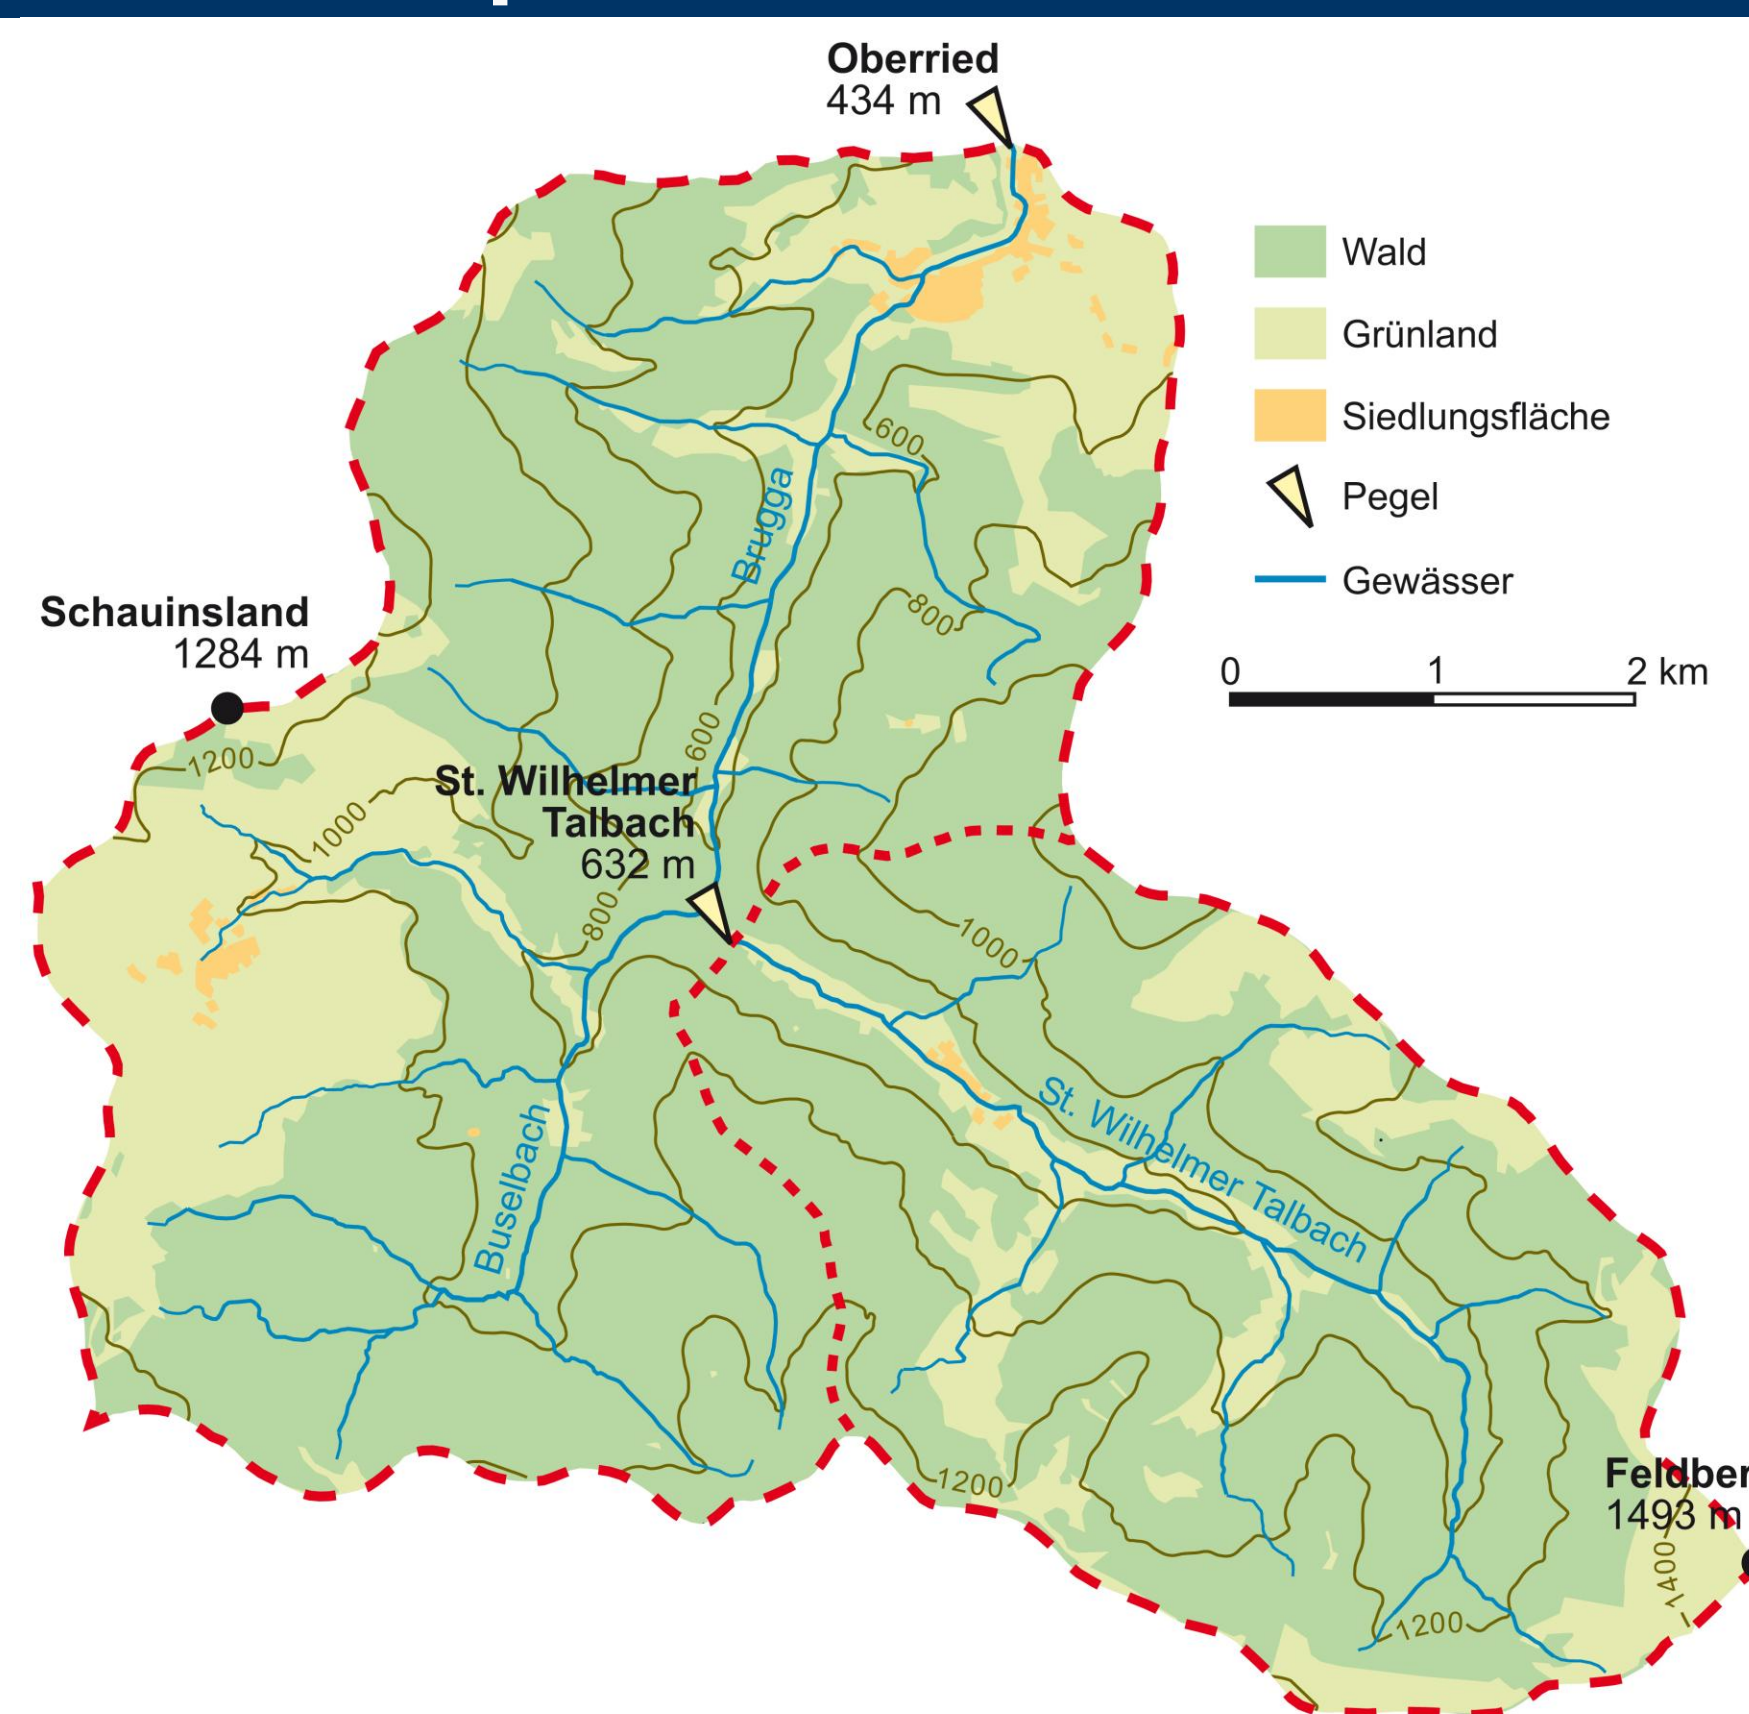 Oberried
434 m
Wald
Grünland
Siedlungsfläche
Pegel
Gewässer
0 1 2 km
600
Brugga
800
Schauinsland
1284 m
1200
600
St. Wilhelmer
Talbach
632 m
1000
800
1000
St. Wilhelmer Talbach
Buselbach
1200
Feldber
1493 m
1400
1200